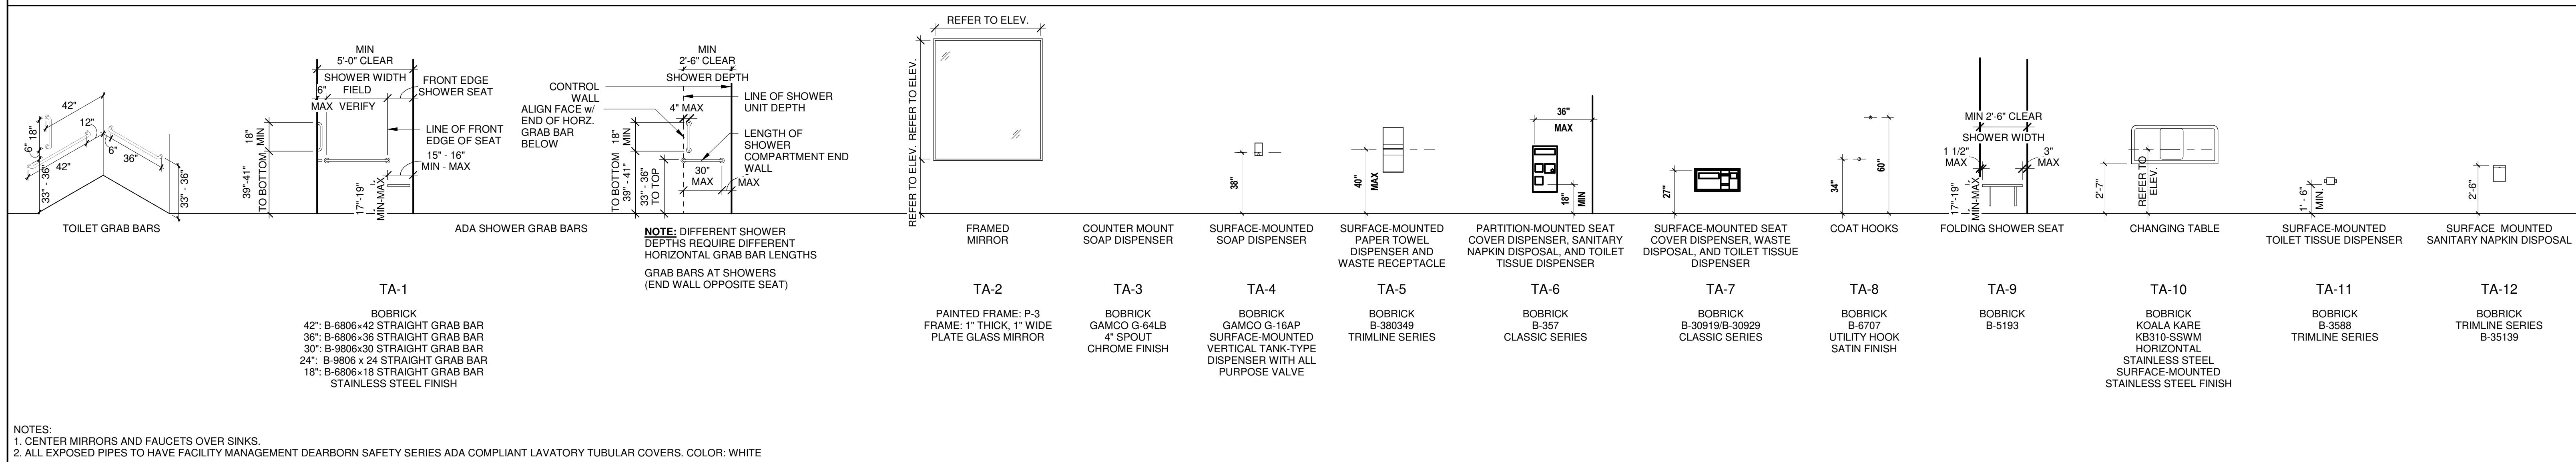 42"
12"
18"
6"
6"
36"
42"
33" - 36"
33" - 36"
TOILET GRAB BARS
MIN
5'-0" CLEAR
SHOWER WIDTH
6"
FIELD
MAX
VERIFY
FRONT EDGE
SHOWER SEAT
LINE OF FRONT
EDGE OF SEAT
15" - 16"
MIN - MAX
18"
MIN
39"-41"
TO BOTTOM,
17"-19"
MIN-MAX
ADA SHOWER GRAB BARS
MIN
2'-6" CLEAR
SHOWER DEPTH
CONTROL
WALL
ALIGN FACE w/
END OF HORZ.
GRAB BAR
BELOW
4" MAX
LINE OF SHOWER
UNIT DEPTH
LENGTH OF
SHOWER
COMPARTMENT END
WALL
18"
MIN
TO BOTTOM
39" - 41"
33" - 36"
TO TOP
30"
MAX
MAX
NOTE: DIFFERENT SHOWER
DEPTHS REQUIRE DIFFERENT
HORIZONTAL GRAB BAR LENGTHS
GRAB BARS AT SHOWERS
(END WALL OPPOSITE SEAT)
TA-1
BOBRICK
42": B-6806×42 STRAIGHT GRAB BAR
36": B-6806×36 STRAIGHT GRAB BAR
30": B-9806x30 STRAIGHT GRAB BAR
24": B-9806 x 24 STRAIGHT GRAB BAR
18": B-6806×18 STRAIGHT GRAB BAR
STAINLESS STEEL FINISH
REFER TO ELEV.
REFER TO ELEV.
REFER TO ELEV.
FRAMED
MIRROR
TA-2
PAINTED FRAME: P-3
FRAME: 1" THICK, 1" WIDE
PLATE GLASS MIRROR
COUNTER MOUNT
SOAP DISPENSER
TA-3
BOBRICK
GAMCO G-64LB
4" SPOUT
CHROME FINISH
38"
SURFACE-MOUNTED
SOAP DISPENSER
TA-4
BOBRICK
GAMCO G-16AP
SURFACE-MOUNTED
VERTICAL TANK-TYPE
DISPENSER WITH ALL
PURPOSE VALVE
40"
MAX
SURFACE-MOUNTED
PAPER TOWEL
DISPENSER AND
WASTE RECEPTACLE
TA-5
BOBRICK
B-380349
TRIMLINE SERIES
36"
MAX
18"
MIN
PARTITION-MOUNTED SEAT
COVER DISPENSER, SANITARY
NAPKIN DISPOSAL, AND TOILET
TISSUE DISPENSER
TA-6
BOBRICK
B-357
CLASSIC SERIES
27"
SURFACE-MOUNTED SEAT
COVER DISPENSER, WASTE
DISPOSAL, AND TOILET TISSUE
DISPENSER
TA-7
BOBRICK
B-30919/B-30929
CLASSIC SERIES
34"
60"
COAT HOOKS
TA-8
BOBRICK
B-6707
UTILITY HOOK
SATIN FINISH
MIN 2'-6" CLEAR
SHOWER WIDTH
1 1/2"
MAX
3"
MAX
17"-19"
MIN-MAX
FOLDING SHOWER SEAT
TA-9
BOBRICK
B-5193
2'-7"
REFER TO
ELEV.
CHANGING TABLE
TA-10
BOBRICK
KOALA KARE
KB310-SSWM
HORIZONTAL
STAINLESS STEEL
SURFACE-MOUNTED
STAINLESS STEEL FINISH
1' - 6"
MIN.
SURFACE-MOUNTED
TOILET TISSUE DISPENSER
TA-11
BOBRICK
B-3588
TRIMLINE SERIES
2'-6"
SURFACE MOUNTED
SANITARY NAPKIN DISPOSAL
TA-12
BOBRICK
TRIMLINE SERIES
B-35139
NOTES:
1. CENTER MIRRORS AND FAUCETS OVER SINKS.
2. ALL EXPOSED PIPES TO HAVE FACILITY MANAGEMENT DEARBORN SAFETY SERIES ADA COMPLIANT LAVATORY TUBULAR COVERS. COLOR: WHITE